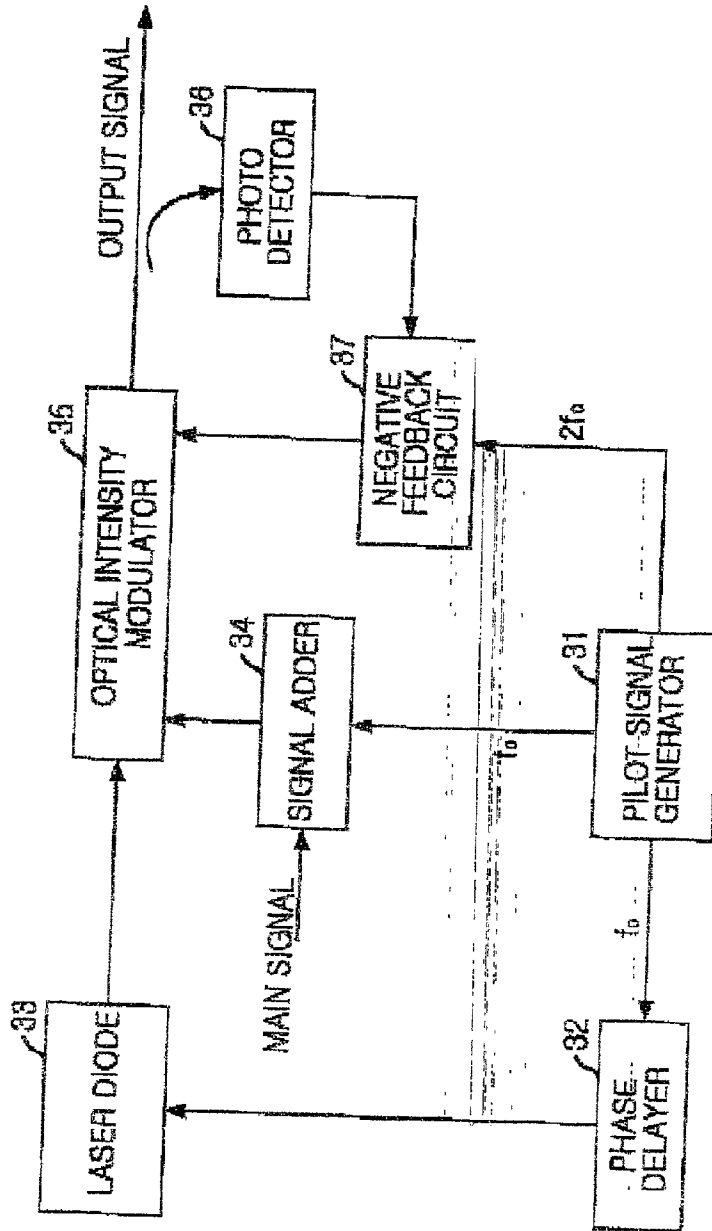 33
LASER DIODE
35
OPTICAL INTENSITY
MODULATOR
OUTPUT SIGNAL
36
PHOTO
DETECTOR
MAIN SIGNAL
34
SIGNAL ADDER
37
NEGATIVE
FEEDBACK
CIRCUIT
32
PHASE
DELAYER
f₀
31
PILOT-SIGNAL
GENERATOR
f₀
2f₀